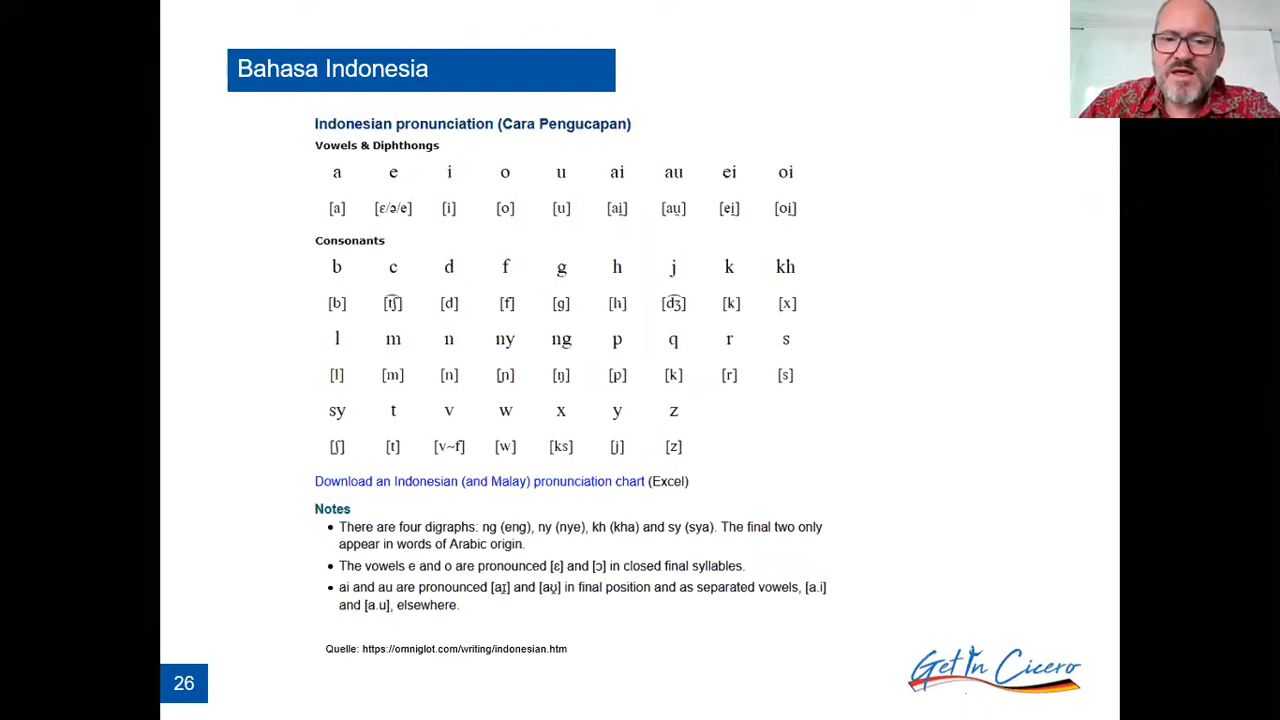 Bahasa Indonesia
Indonesian pronunciation (Cara Pengucapan)
Vowels & Diphthongs
a e i o u ai au ei oi
[a] [ɛ/ə/e] [i] [o] [u] [ai̯] [au̯] [ei̯] [oi̯]
Consonants
b c d f g h j k kh
[b] [t͡ʃ] [d] [f] [ɡ] [h] [d͡ʒ] [k] [x]
l m n ny ng p q r s
[l] [m] [n] [ɲ] [ŋ] [p] [k] [r] [s]
sy t v w x y z
[ʃ] [t] [v~f] [w] [ks] [j] [z]
Download an Indonesian (and Malay) pronunciation chart (Excel)
Notes
• There are four digraphs: ng (eng), ny (nye), kh (kha) and sy (sya). The final two only
appear in words of Arabic origin.
• The vowels e and o are pronounced [ɛ] and [ɔ] in closed final syllables.
• ai and au are pronounced [aɪ̯] and [aʊ̯] in final position and as separated vowels, [a.i]
and [a.u], elsewhere.
Quelle: https://omniglot.com/writing/indonesian.htm
Get In Cicero
26